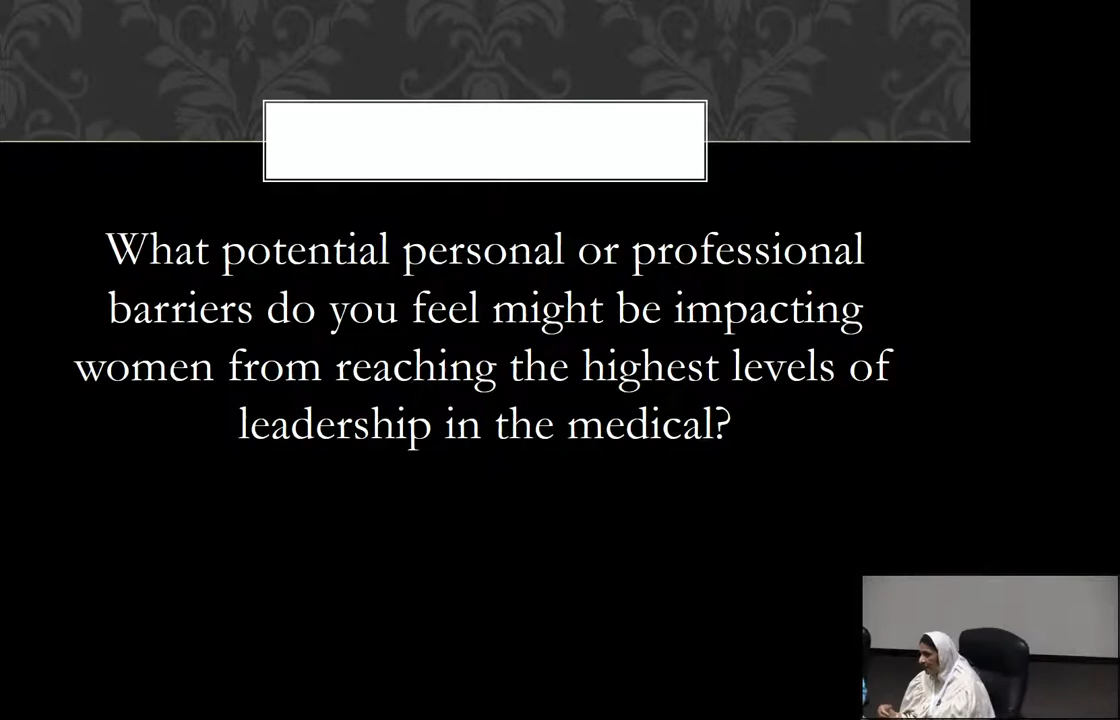 What potential personal or professional
barriers do you feel might be impacting
women from reaching the highest levels of
leadership in the medical?